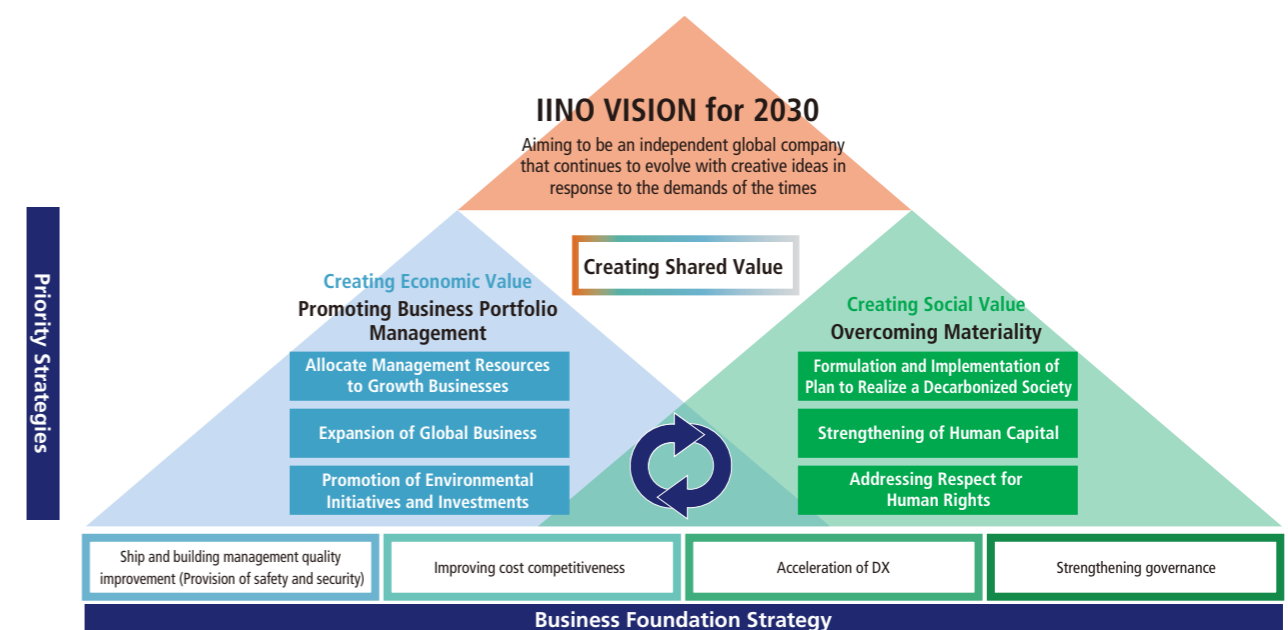 IINO VISION for 2030
Aiming to be an independent global company
that continues to evolve with creative ideas in
response to the demands of the times
Priority Strategies
Creating Shared Value
Creating Economic Value
Promoting Business Portfolio
Management
Allocate Management Resources
to Growth Businesses
Expansion of Global Business
Promotion of Environmental
Initiatives and Investments
Creating Social Value
Overcoming Materiality
Formulation and Implementation of
Plan to Realize a Decarbonized Society
Strengthening of Human Capital
Addressing Respect for
Human Rights
Ship and building management quality
improvement (Provision of safety and security)
Improving cost competitiveness
Acceleration of DX
Strengthening governance
Business Foundation Strategy